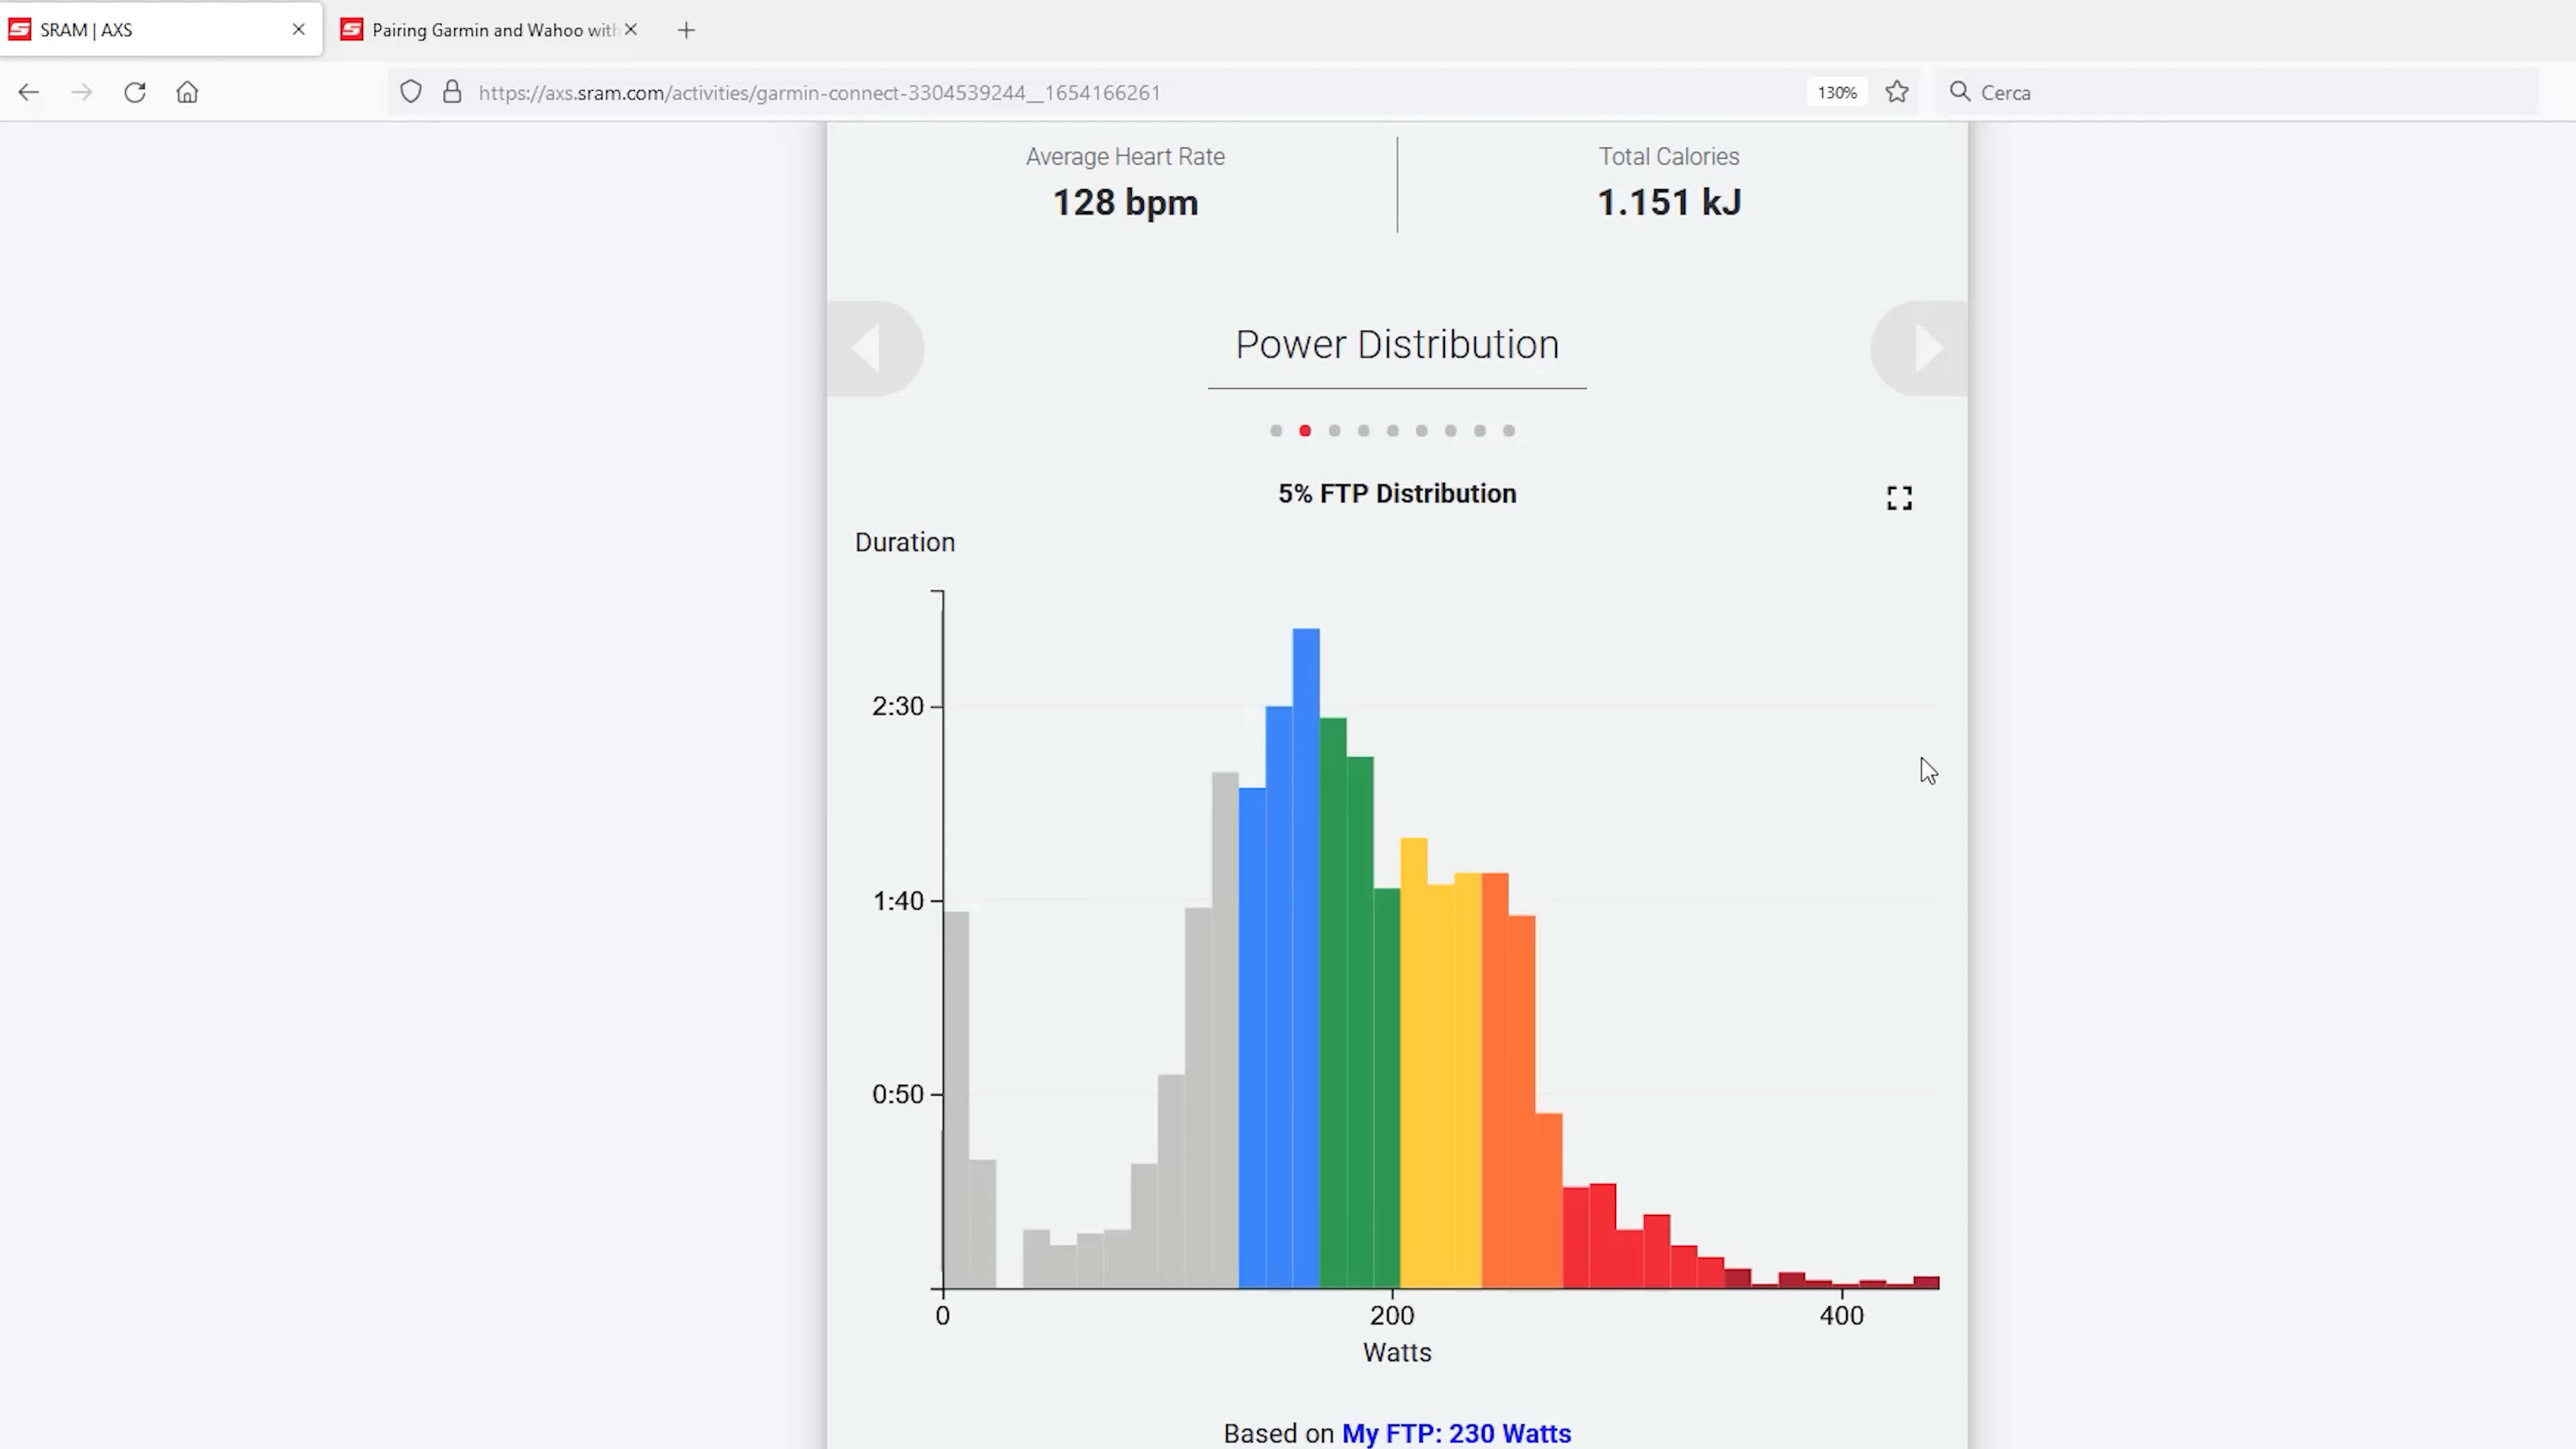 SRAM | AXS
Pairing Garmin and Wahoo with
https://axs.sram.com/activities/garmin-connect-3304539244__1654166261
130%
Cerca
Average Heart Rate
Total Calories
128 bpm
1.151 kJ
Power Distribution
5% FTP Distribution
Duration
2:30
1:40
0:50
0
200
400
Watts
Based on My FTP: 230 Watts